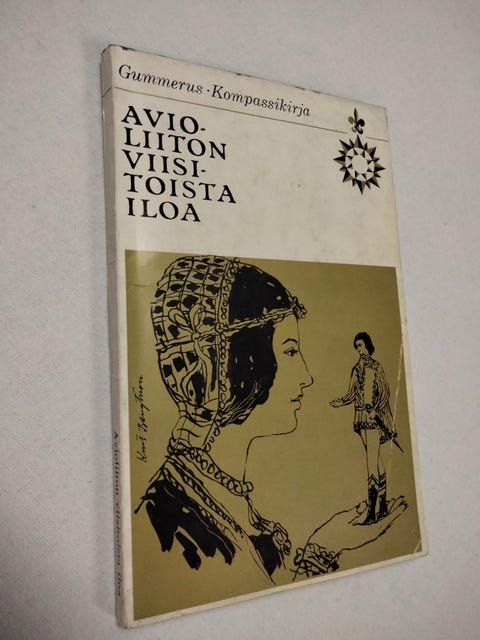 Gummerus · Kompassikirja
AVIO-
LIITON
VIISI-
TOISTA
ILOA
Avioliiton viisitoista iloa